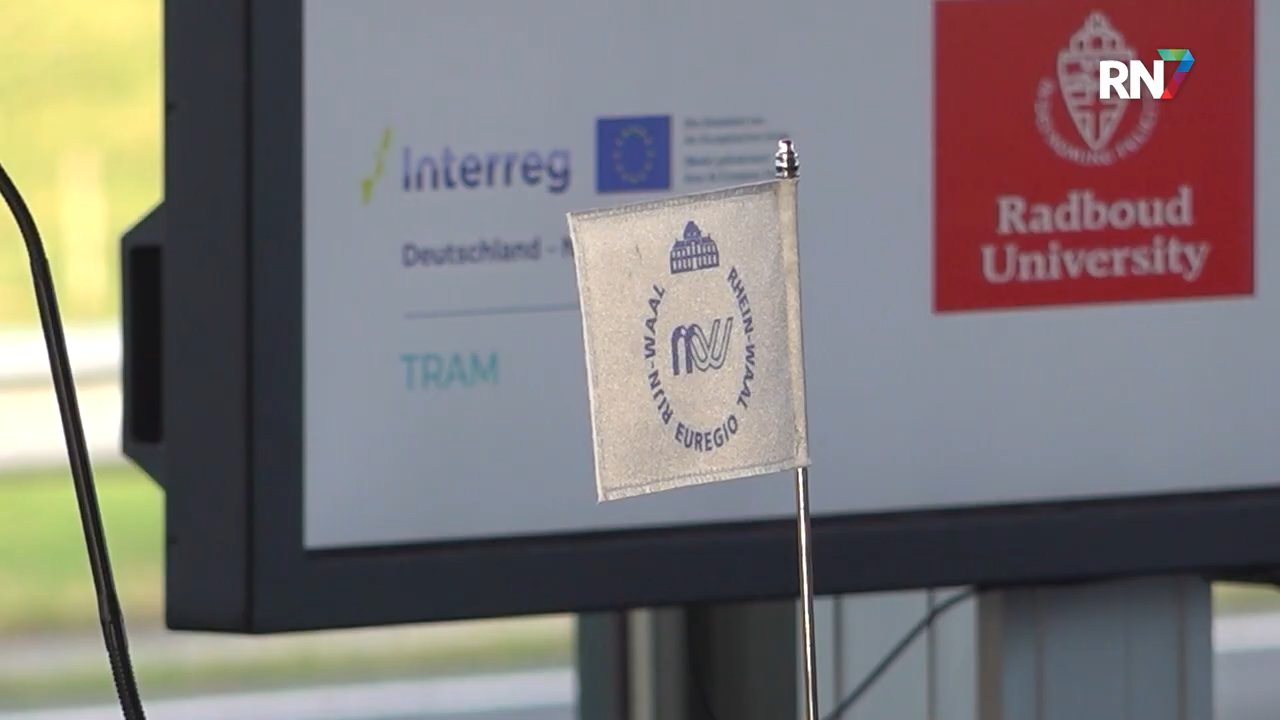 RN7
Interreg
Deutschland – N
TRAM
Radboud
University
RIJN-WAAL
RHEIN-WAAL
EUREGIO